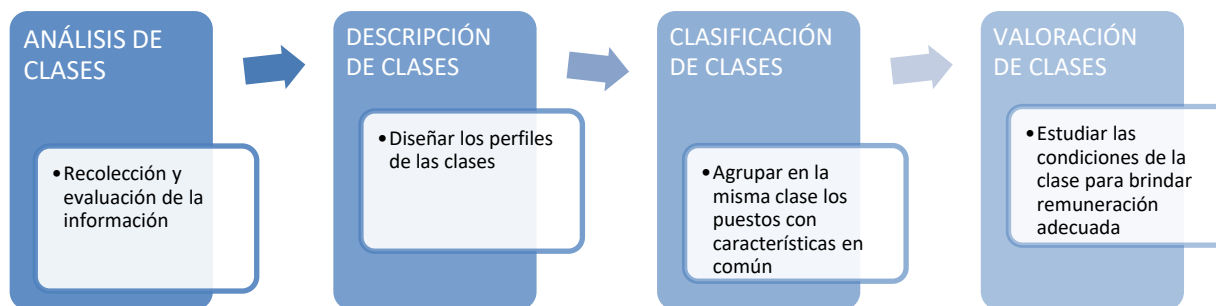 ANÁLISIS DE
CLASES
•Recolección y
evaluación de la
información
DESCRIPCIÓN
DE CLASES
•Diseñar los perfiles
de las clases
CLASIFICACIÓN
DE CLASES
•Agrupar en la
misma clase los
puestos con
características en
común
VALORACIÓN
DE CLASES
•Estudiar las
condiciones de la
clase para brindar
remuneración
adecuada